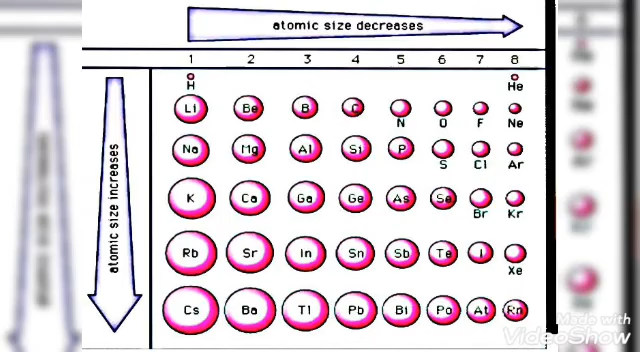 atomic size decreases
1 2 3 4 5 6 7 8
H He
Li Be B C N O F Ne
Na Mg Al Si P S Cl Ar
K Ca Ga Ge As Se Br Kr
Rb Sr In Sn Sb Te I Xe
Cs Ba Tl Pb Bi Po At Rn
atomic size increases
Made with
VideoShow